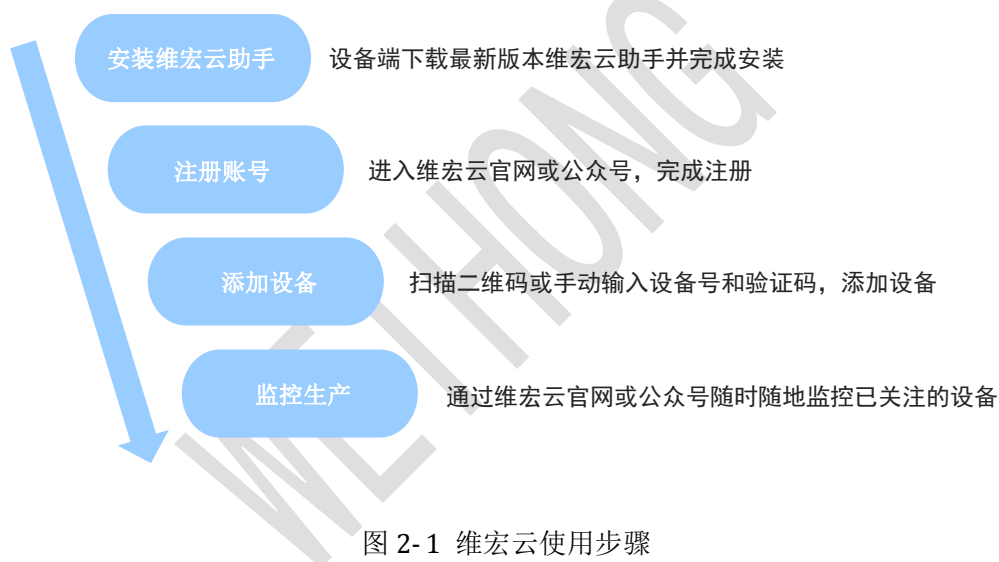 安装维宏云助手
设备端下载最新版本维宏云助手并完成安装
注册账号
进入维宏云官网或公众号，完成注册
添加设备
扫描二维码或手动输入设备号和验证码，添加设备
监控生产
通过维宏云官网或公众号随时随地监控已关注的设备
WEIHONG
图 2-1 维宏云使用步骤